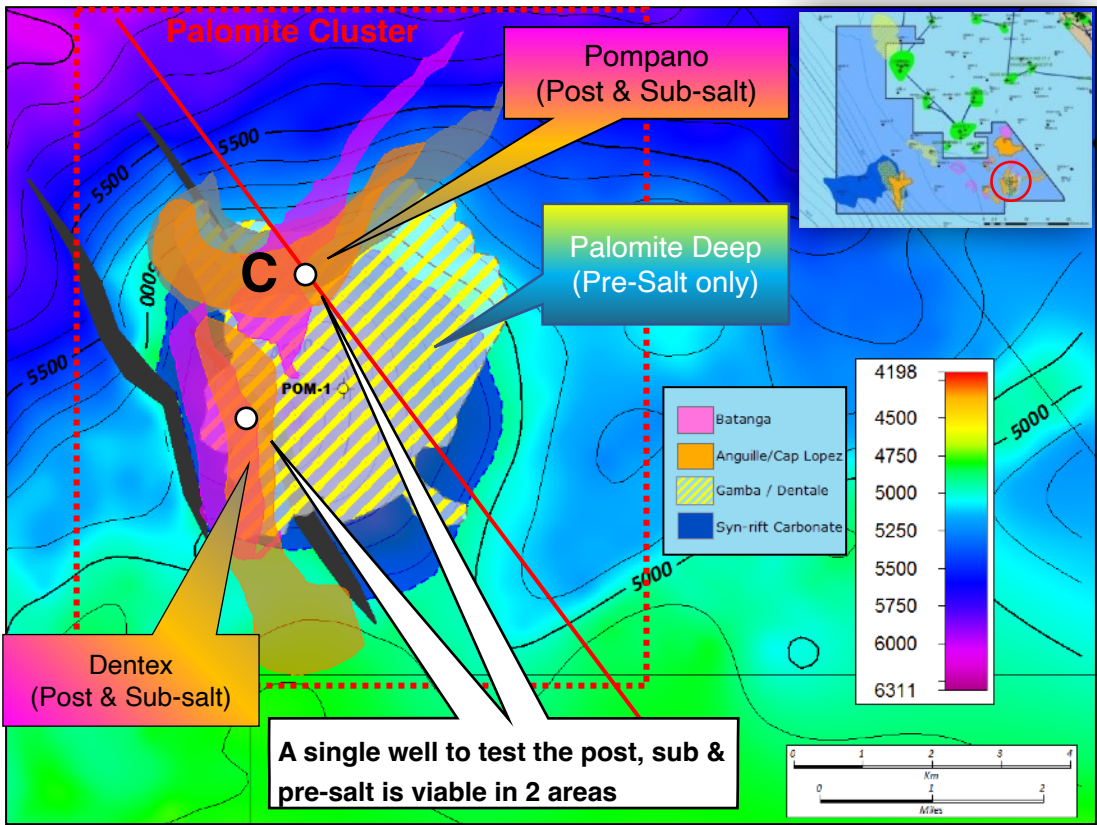 Palomite Cluster
Pompano
(Post & Sub-salt)
5500
5500
5000
5500
C
Palomite Deep
(Pre-Salt only)
POM-1
Batanga
Anguille/Cap Lopez
Gamba / Dentale
Syn-rift Carbonate
4198
4500
4750
5000
5250
5500
5750
6000
6311
5000
5000
Dentex
(Post & Sub-salt)
A single well to test the post, sub &
pre-salt is viable in 2 areas
0 1 2 3 4
Km
0 1 2
Miles